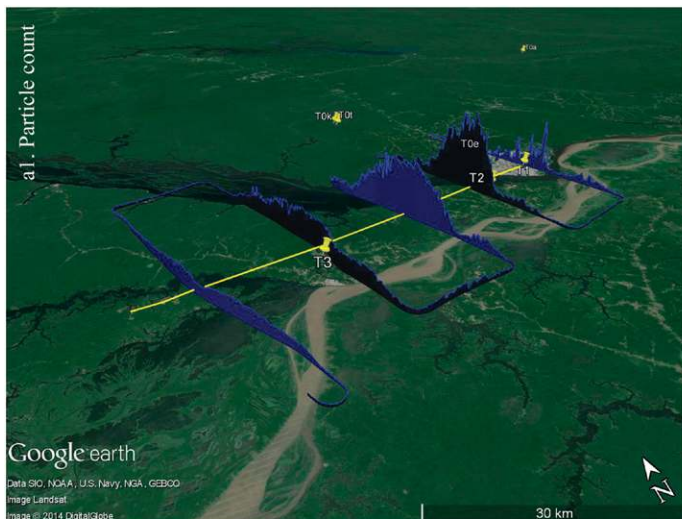 a1. Particle count
T0a
T0k T0t
T0e
T2
T1
T3
Google earth
Data SIO, NOAA, U.S. Navy, NGA, GEBCO
Image Landsat
Image © 2014 DigitalGlobe
N
30 km